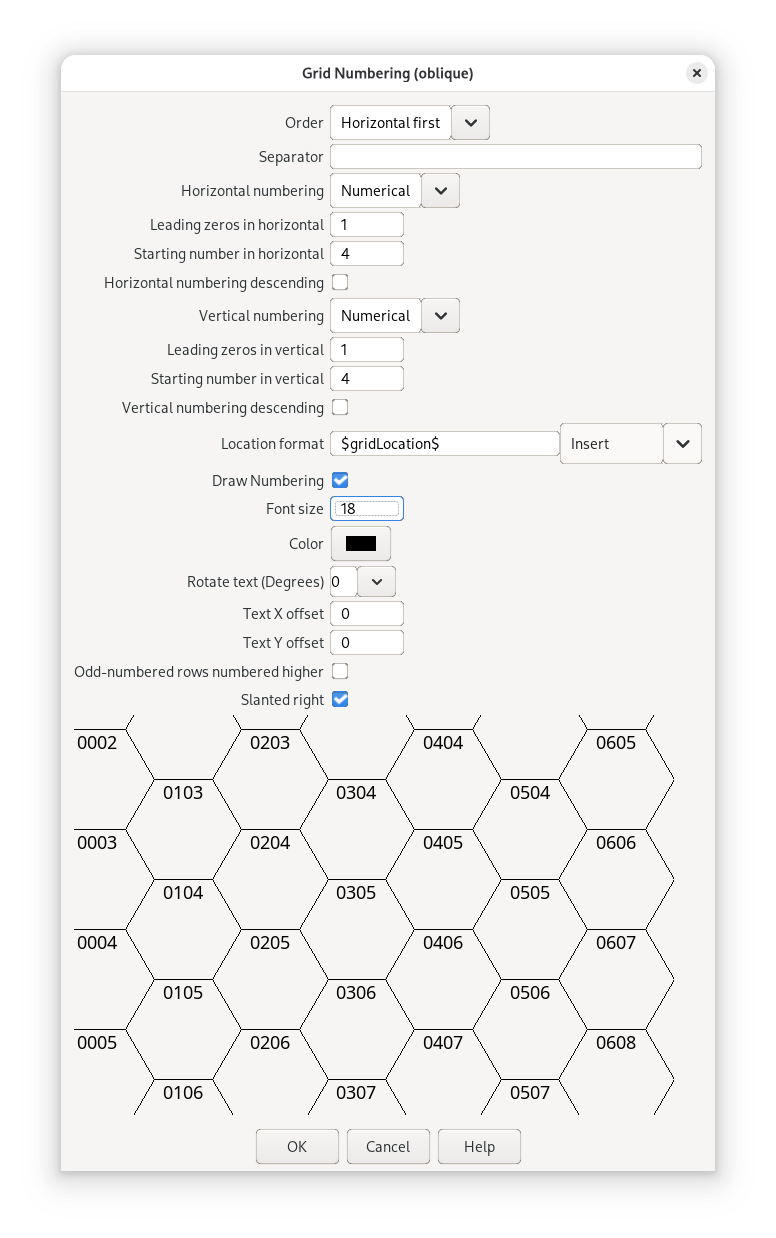 Grid Numbering (oblique)
Order Horizontal first
Separator
Horizontal numbering Numerical
Leading zeros in horizontal 1
Starting number in horizontal 4
Horizontal numbering descending
Vertical numbering Numerical
Leading zeros in vertical 1
Starting number in vertical 4
Vertical numbering descending
Location format $gridLocation$ Insert
Draw Numbering
Font size 18
Color
Rotate text (Degrees) 0
Text X offset 0
Text Y offset 0
Odd-numbered rows numbered higher
Slanted right
0002 0203 0404 0605
0103 0304 0504
0003 0204 0405 0606
0104 0305 0505
0004 0205 0406 0607
0105 0306 0506
0005 0206 0407 0608
0106 0307 0507
OK Cancel Help